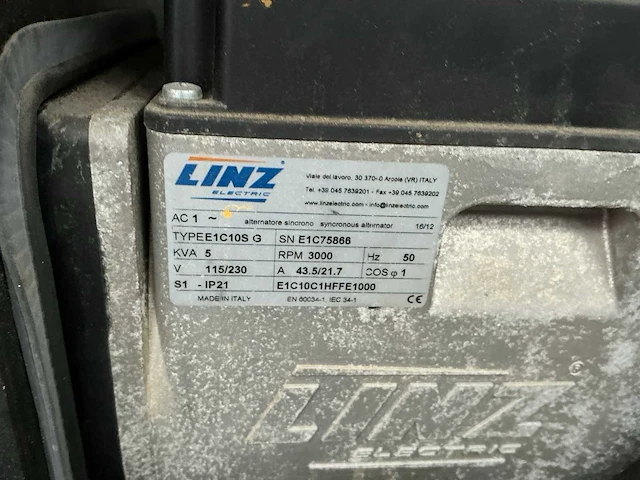 LINZ
ELECTRIC
Viale del lavoro, 30 37040 Arcole (VR) ITALY
Tel. +39 045 7639201 - Fax +39 045 7639202
www.linzelectric.com - info@linzelectric.com
AC 1 ~ alternatore sincrono synchronous alternator 16/12
TYPE E1C10S G SN E1C75866
KVA 5 RPM 3000 Hz 50
V 115/230 A 43.5/21.7 COS φ 1
S1 - IP21 E1C10C1HFFE1000
MADE IN ITALY EN 60034-1, IEC 34-1 CE
LINZ
ELECTRIC